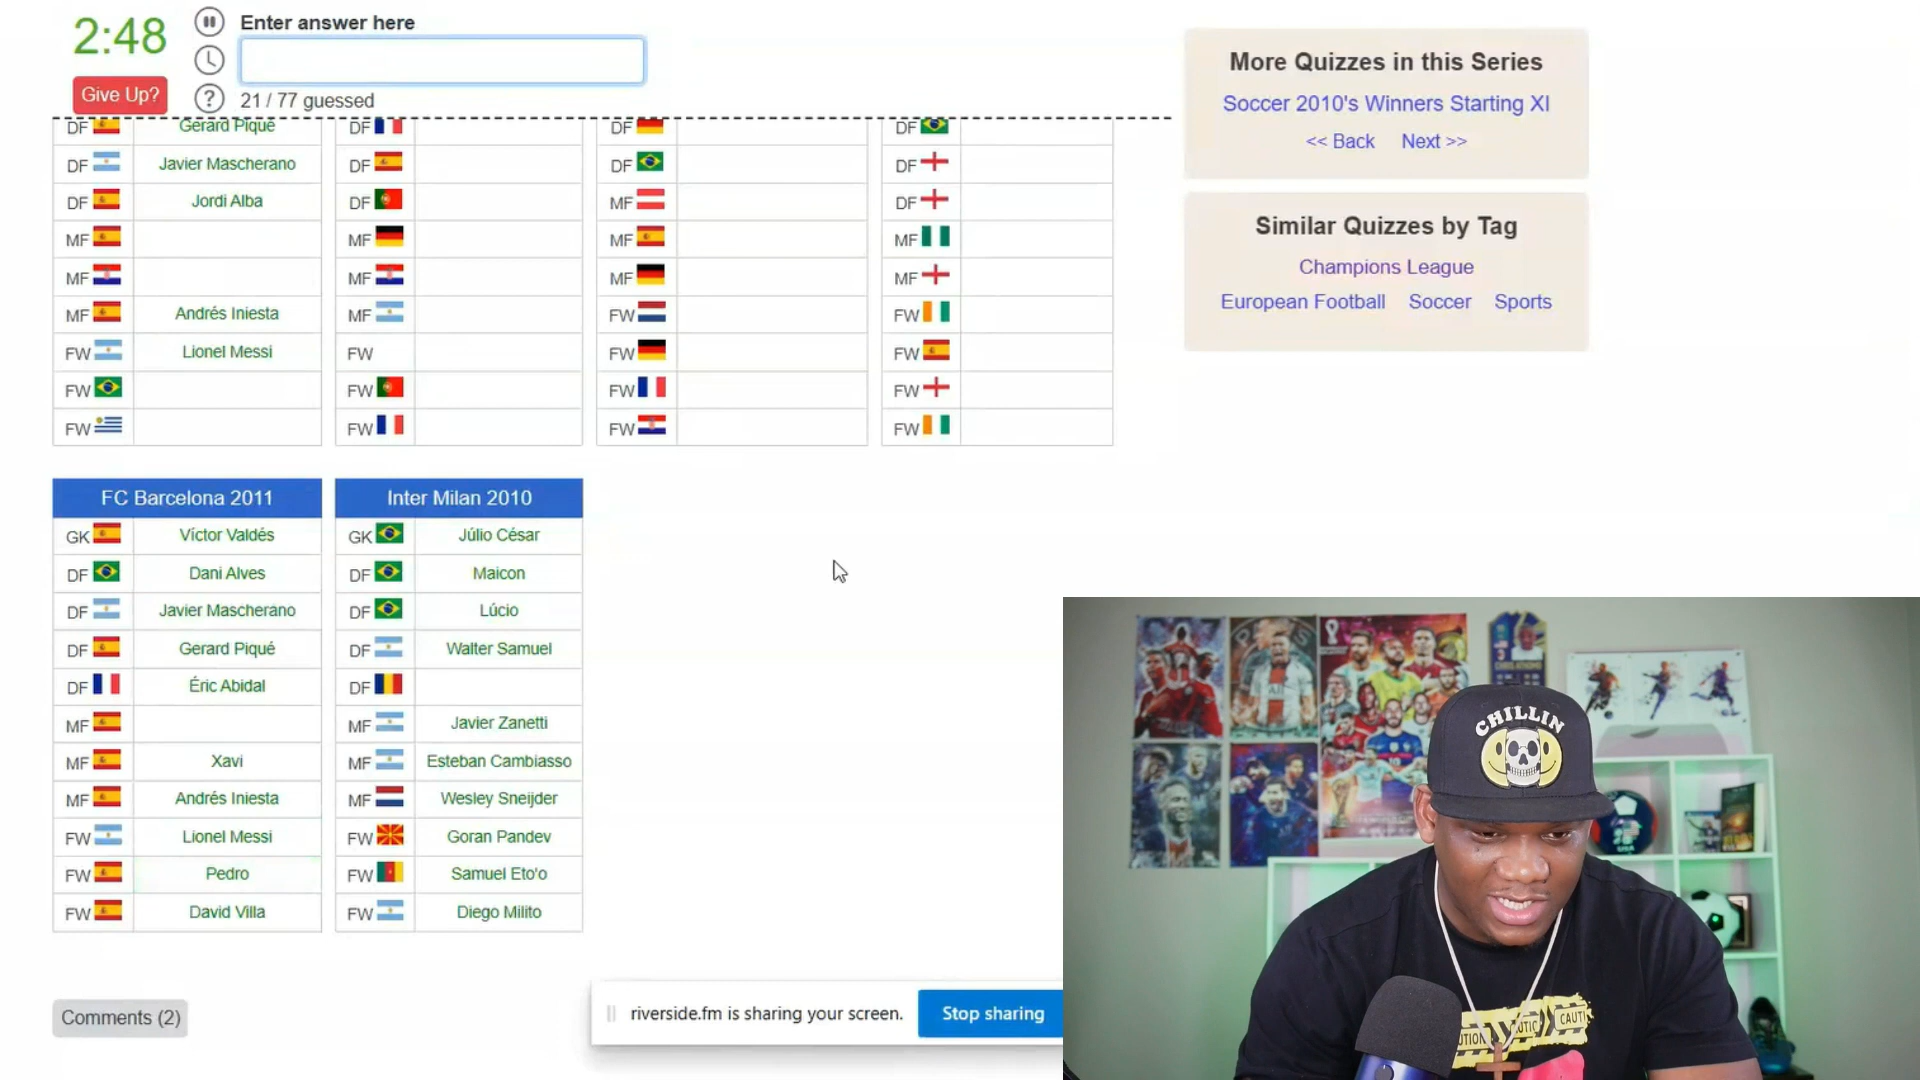 2:48
Give Up?
Enter answer here
21 / 77 guessed
More Quizzes in this Series
Soccer 2010's Winners Starting XI
<< Back Next >>
Similar Quizzes by Tag
Champions League
European Football Soccer Sports
DF Gerard Piqué
DF Javier Mascherano
DF Jordi Alba
MF
MF
MF Andrés Iniesta
FW Lionel Messi
FW
FW
DF
DF
DF
MF
MF
MF
FW
FW
FW
DF
DF
MF
MF
MF
FW
FW
FW
FW
DF
DF
DF
MF
MF
FW
FW
FW
FW
FC Barcelona 2011
GK Víctor Valdés
DF Dani Alves
DF Javier Mascherano
DF Gerard Piqué
DF Éric Abidal
MF
MF Xavi
MF Andrés Iniesta
FW Lionel Messi
FW Pedro
FW David Villa
Inter Milan 2010
GK Júlio César
DF Maicon
DF Lúcio
DF Walter Samuel
DF
MF Javier Zanetti
MF Esteban Cambiasso
MF Wesley Sneijder
FW Goran Pandev
FW Samuel Eto'o
FW Diego Milito
Comments (2)
riverside.fm is sharing your screen.
Stop sharing
CHILLIN